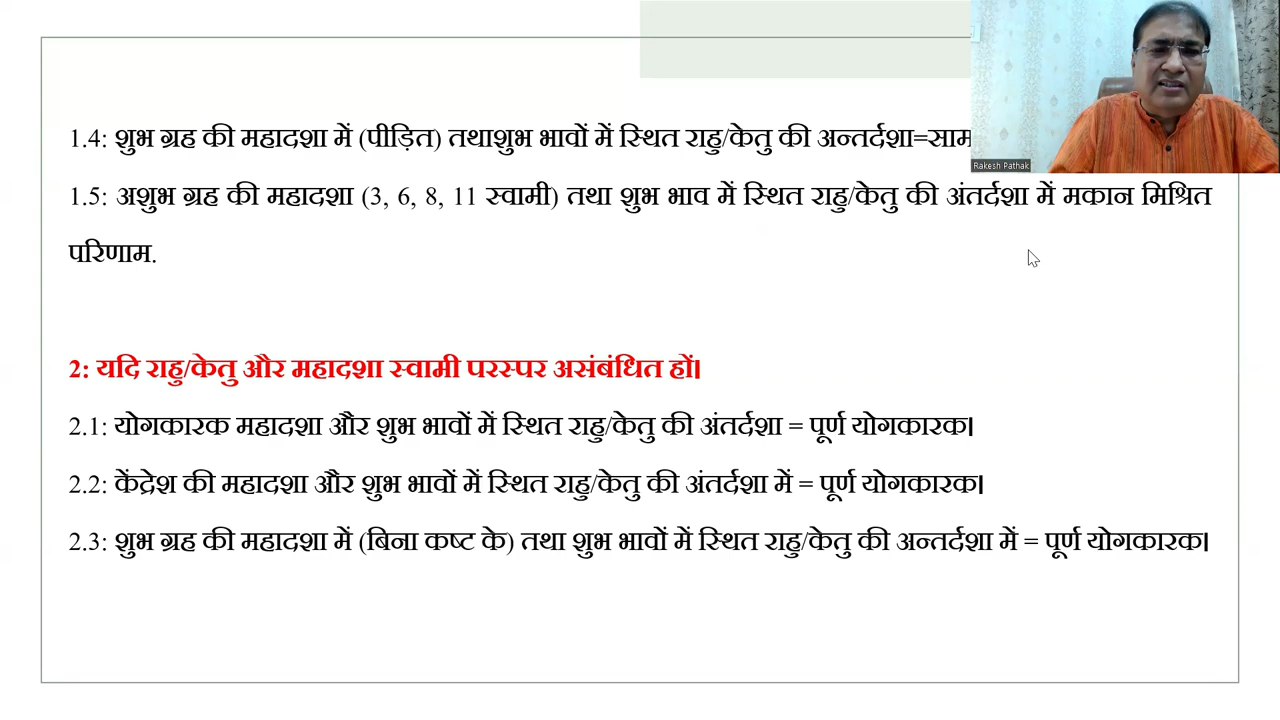 1.4: शुभ ग्रह की महादशा में (पीड़ित) तथाशुभ भावों में स्थित राहु/केतु की अन्तर्दशा=
Rakesh Pathak
1.5: अशुभ ग्रह की महादशा (3, 6, 8, 11 स्वामी) तथा शुभ भाव में स्थित राहु/केतु की अंतर्दशा में मकान मिश्रित
परिणाम.
2: यदि राहु/केतु और महादशा स्वामी परस्पर असंबंधित हों।
2.1: योगकारक महादशा और शुभ भावों में स्थित राहु/केतु की अंतर्दशा = पूर्ण योगकारक।
2.2: केंद्रेश की महादशा और शुभ भावों में स्थित राहु/केतु की अंतर्दशा में = पूर्ण योगकारक।
2.3: शुभ ग्रह की महादशा में (बिना कष्ट के) तथा शुभ भावों में स्थित राहु/केतु की अन्तर्दशा में = पूर्ण योगकारक।